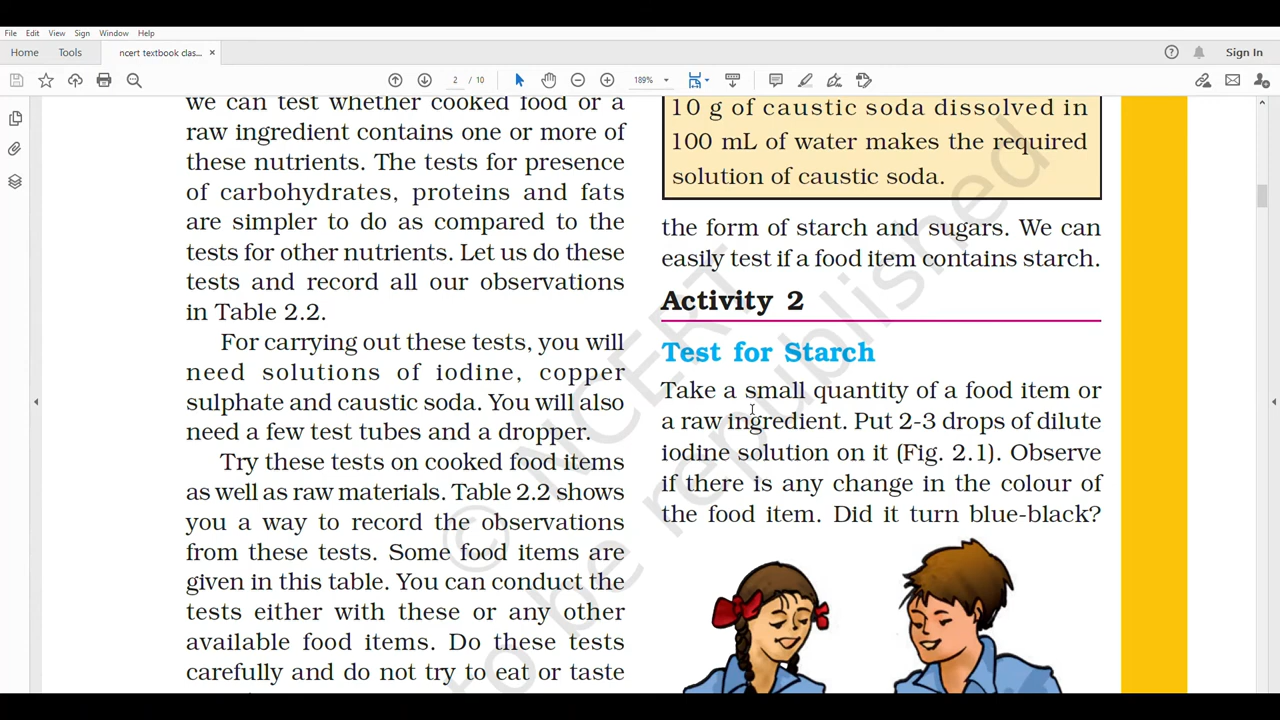 File Edit View Sign Window Help
Home Tools ncert textbook clas... × Sign In
2 / 10 189%
we can test whether cooked food or a
raw ingredient contains one or more of
these nutrients. The tests for presence
of carbohydrates, proteins and fats
are simpler to do as compared to the
tests for other nutrients. Let us do these
tests and record all our observations
in Table 2.2.
For carrying out these tests, you will
need solutions of iodine, copper
sulphate and caustic soda. You will also
need a few test tubes and a dropper.
Try these tests on cooked food items
as well as raw materials. Table 2.2 shows
you a way to record the observations
from these tests. Some food items are
given in this table. You can conduct the
tests either with these or any other
available food items. Do these tests
carefully and do not try to eat or taste
10 g of caustic soda dissolved in
100 mL of water makes the required
solution of caustic soda.
the form of starch and sugars. We can
easily test if a food item contains starch.
Activity 2
Test for Starch
Take a small quantity of a food item or
a raw ingredient. Put 2-3 drops of dilute
iodine solution on it (Fig. 2.1). Observe
if there is any change in the colour of
the food item. Did it turn blue-black?
© NCERT
to be republished